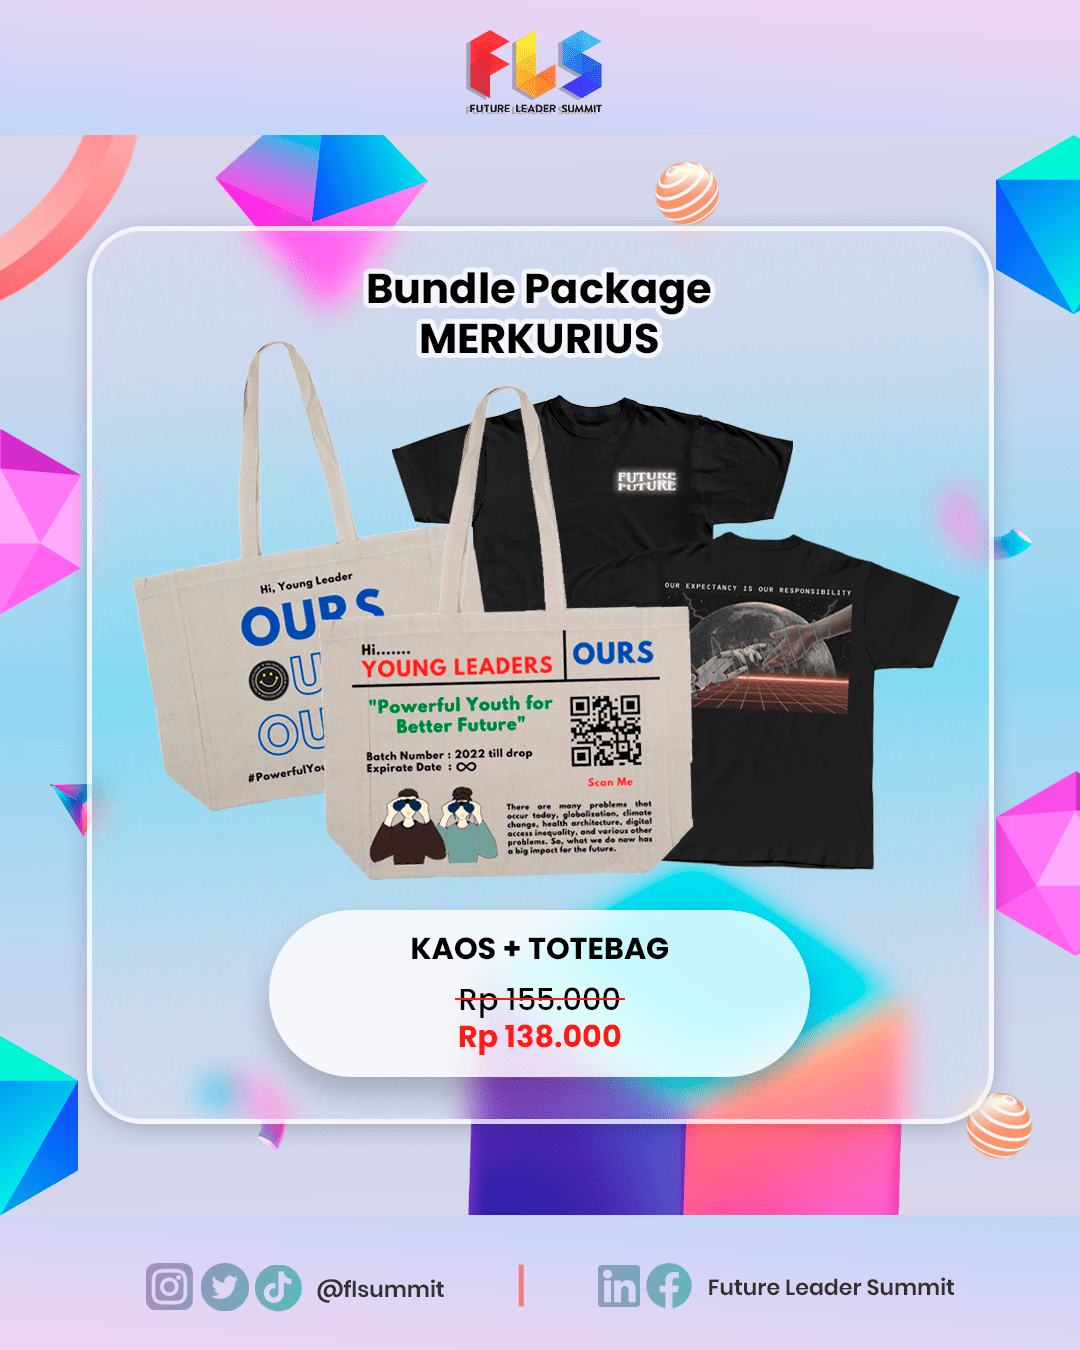 FLS
FUTURE LEADER SUMMIT
Bundle Package
MERKURIUS
FUTURE
FUTURE
OUR EXPECTANCY IS OUR RESPONSIBILITY
Hi, Young Leader
OURS
OU
OU
#PowerfulYou
Hi.......
YOUNG LEADERS
OURS
"Powerful Youth for
Better Future"
Batch Number : 2022 till drop
Expirate Date : ∞
Scan Me
There are many problems that
occur today, globalization, climate
change, health architecture, digital
access inequality, and various other
problems. So, what we do now has
a big impact for the future.
KAOS + TOTEBAG
Rp 155.000
Rp 138.000
@flsummit
Future Leader Summit